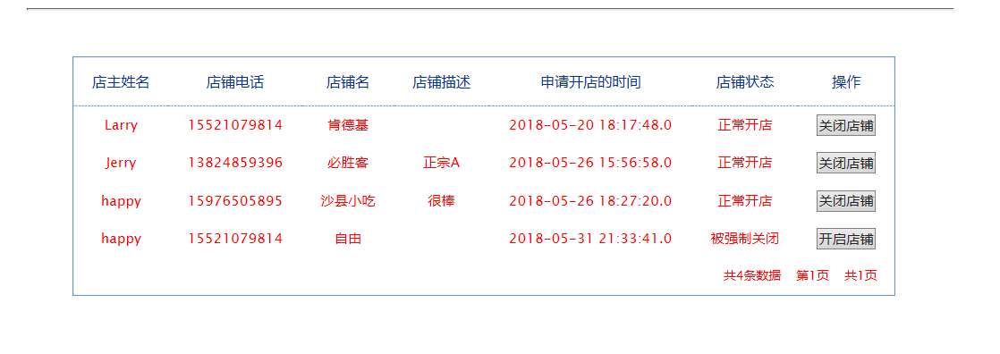 店主姓名 店铺电话 店铺名 店铺描述 申请开店的时间 店铺状态 操作
Larry 15521079814 肯德基 2018-05-20 18:17:48.0 正常开店 关闭店铺
Jerry 13824859396 必胜客 正宗A 2018-05-26 15:56:58.0 正常开店 关闭店铺
happy 15976505895 沙县小吃 很棒 2018-05-26 18:27:20.0 正常开店 关闭店铺
happy 15521079814 自由 2018-05-31 21:33:41.0 被强制关闭 开启店铺
共4条数据 第1页 共1页